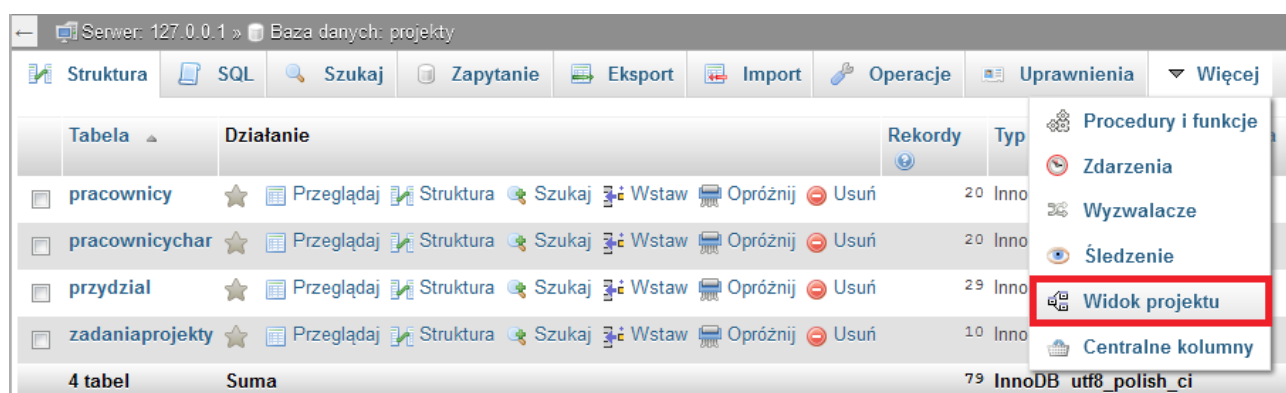 ← Serwer: 127.0.0.1 » Baza danych: projekty
Struktura SQL Szukaj Zapytanie Eksport Import Operacje Uprawnienia Więcej
Tabela Działanie Rekordy Typ
Procedury i funkcje
Zdarzenia
Wyzwalacze
Śledzenie
Widok projektu
Centralne kolumny
pracownicy Przeglądaj Struktura Szukaj Wstaw Opróżnij Usuń 20 Inno
pracownicychar Przeglądaj Struktura Szukaj Wstaw Opróżnij Usuń 20 Inno
przydzial Przeglądaj Struktura Szukaj Wstaw Opróżnij Usuń 29 Inno
zadaniaprojekty Przeglądaj Struktura Szukaj Wstaw Opróżnij Usuń 10 Inno
4 tabel Suma 79 InnoDB utf8_polish_ci